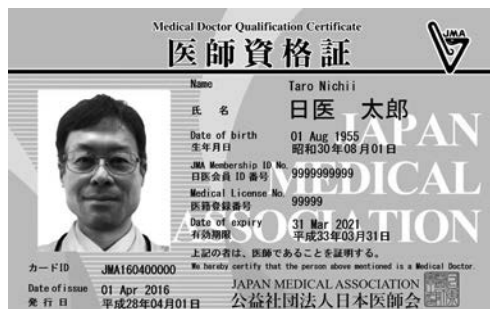 Medical Doctor Qualification Certificate
医師資格証
JMA
Name Taro Nichii
氏 名 日医 太郎
Date of birth 01 Aug 1955
生年月日 昭和30年08月01日
JMA Membership ID No.
日医会員 ID 番号 9999999999
Medical License No.
医籍登録番号 99999
Date of expiry 31 Mar 2021
有効期限 平成33年03月31日
JAPAN
MEDICAL
ASSOCIATION
上記の者は、医師であることを証明する。
We hereby certify that the person above mentioned is a Medical Doctor.
カードID JMA160400000
Date of issue 01 Apr 2016
発行日 平成28年04月01日
JAPAN MEDICAL ASSOCIATION
公益社団法人日本医師会